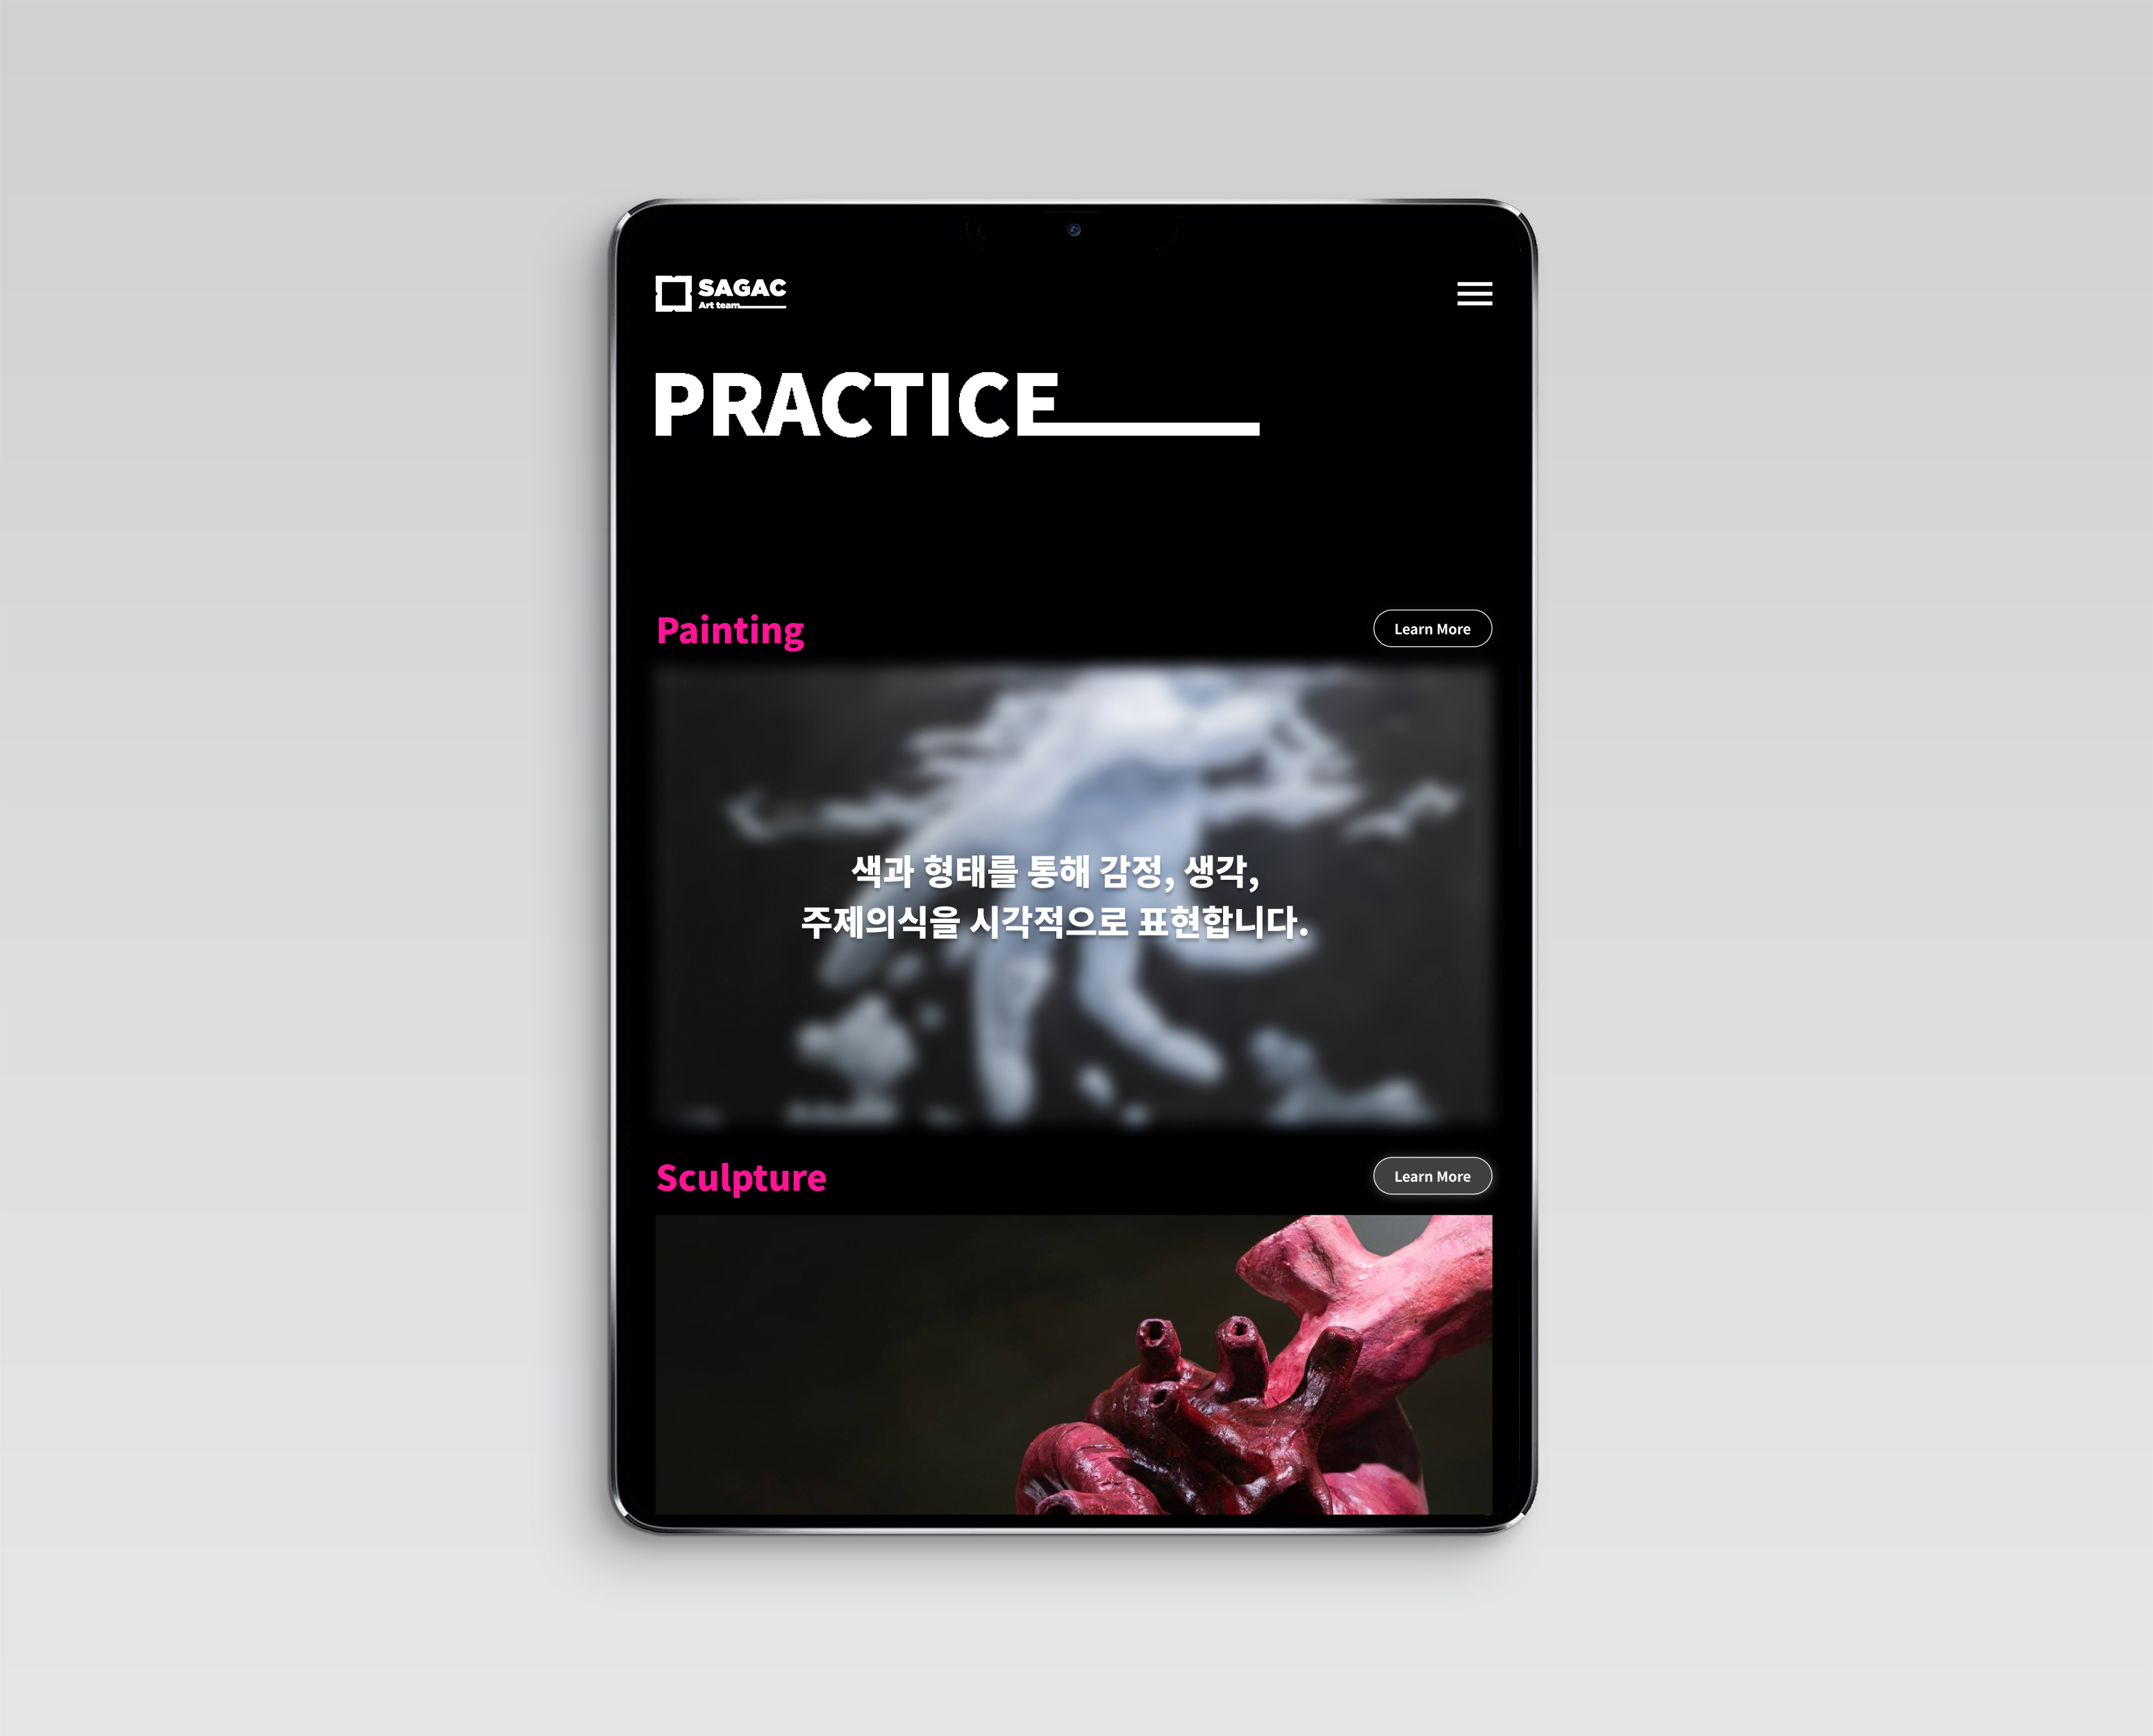 SAGAC
Art team
PRACTICE
Painting
Learn More
색과 형태를 통해 감정, 생각,
주제의식을 시각적으로 표현합니다.
Sculpture
Learn More